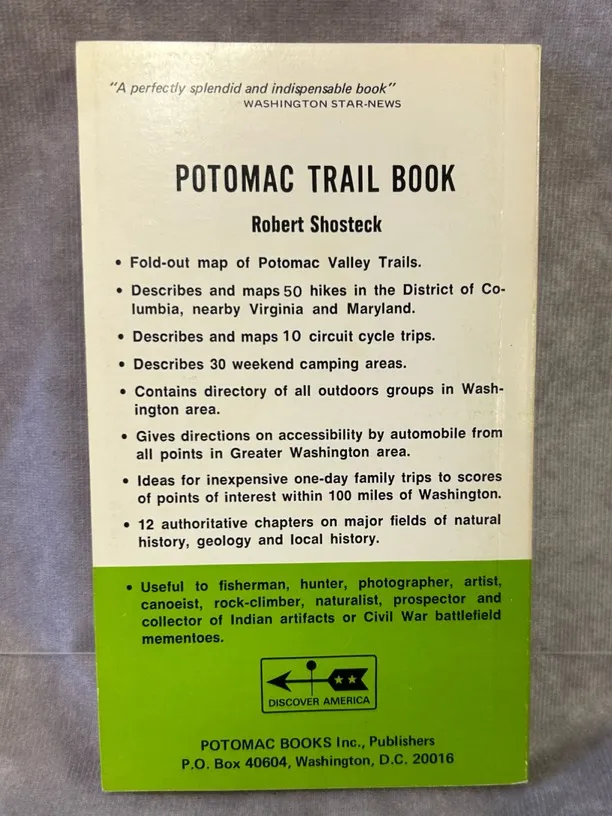 "A perfectly splendid and indispensable book"
WASHINGTON STAR-NEWS
POTOMAC TRAIL BOOK
Robert Shosteck
• Fold-out map of Potomac Valley Trails.
• Describes and maps 50 hikes in the District of Co-
lumbia, nearby Virginia and Maryland.
• Describes and maps 10 circuit cycle trips.
• Describes 30 weekend camping areas.
• Contains directory of all outdoors groups in Wash-
ington area.
• Gives directions on accessibility by automobile from
all points in Greater Washington area.
• Ideas for inexpensive one-day family trips to scores
of points of interest within 100 miles of Washington.
• 12 authoritative chapters on major fields of natural
history, geology and local history.
• Useful to fisherman, hunter, photographer, artist,
canoeist, rock-climber, naturalist, prospector and
collector of Indian artifacts or Civil War battlefield
mementoes.
DISCOVER AMERICA
POTOMAC BOOKS Inc., Publishers
P.O. Box 40604, Washington, D.C. 20016